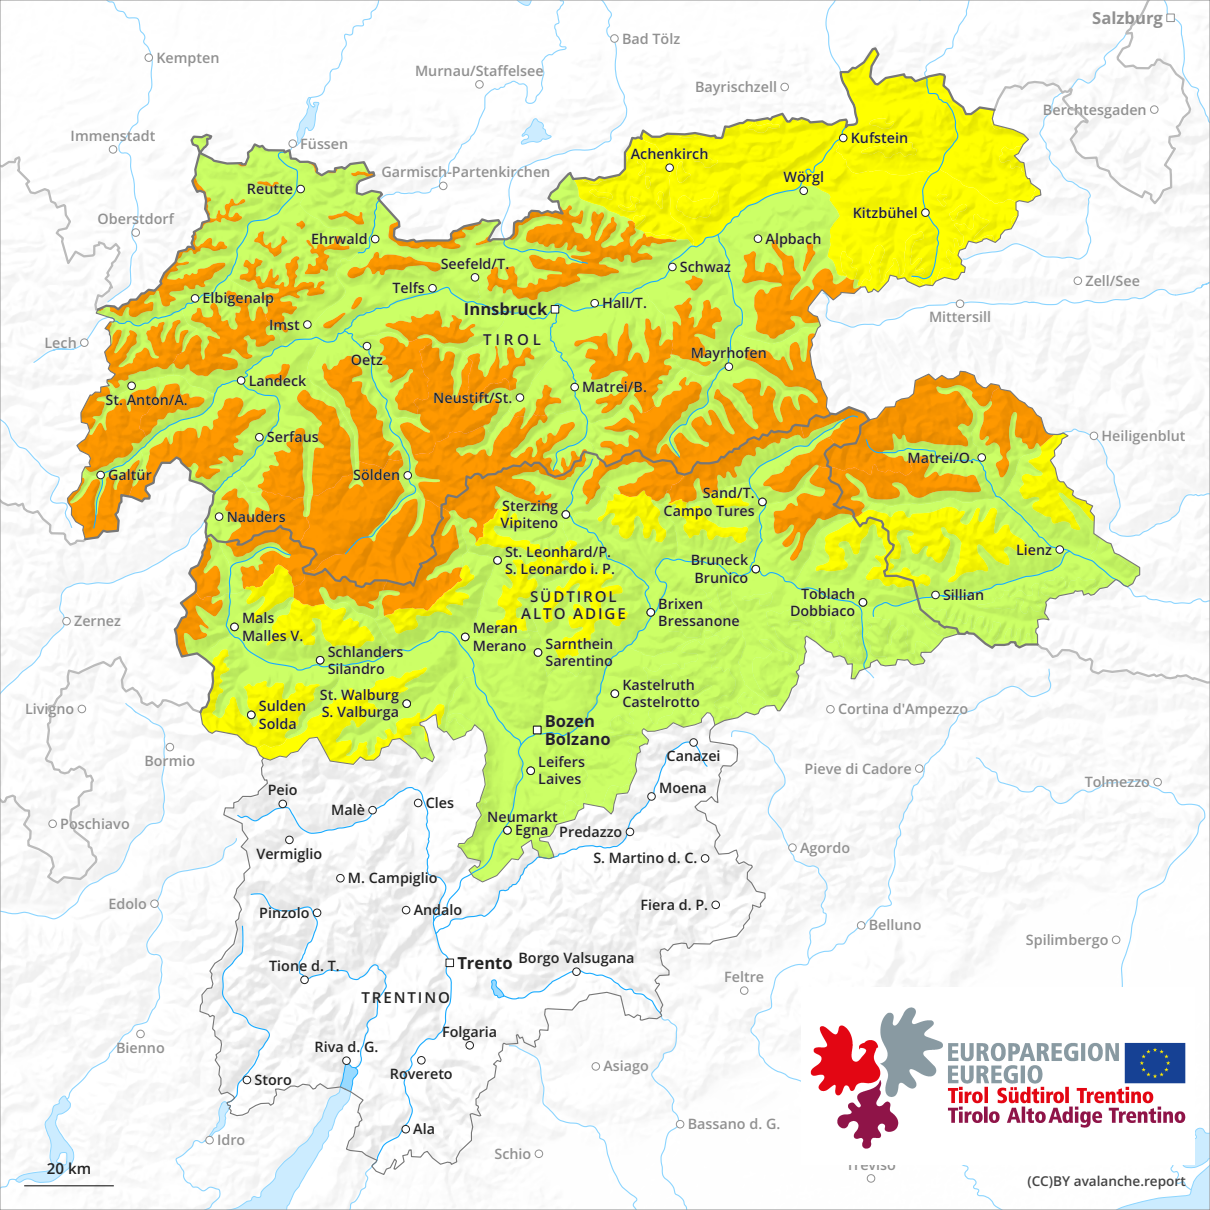 Salzburg
Bad Tölz
Kempten
Murnau/Staffelsee
Bayrischzell
Berchtesgaden
Immenstadt
Füssen
Kufstein
Achenkirch
Garmisch-Partenkirchen
Wörgl
Reutte
Oberstdorf
Kitzbühel
Ehrwald
Alpbach
Seefeld/T.
Schwaz
Zell/See
Telfs
Elbigenalp
Hall/T.
Innsbruck
Mittersill
Imst
TIROL
Lech
Oetz
Mayrhofen
Landeck
Matrei/B.
St. Anton/A.
Neustift/St.
Serfaus
Heiligenblut
Matrei/O.
Galtür
Sölden
Sand/T.
Campo Tures
Sterzing
Vipiteno
Nauders
St. Leonhard/P.
S. Leonardo i. P.
Lienz
Bruneck
Brunico
SÜDTIROL
ALTO ADIGE
Toblach
Dobbiaco
Sillian
Brixen
Bressanone
Zernez
Mals
Malles V.
Meran
Merano
Sarnthein
Sarentino
Schlanders
Silandro
Kastelruth
Castelrotto
St. Walburg
S. Valburga
Livigno
Sulden
Solda
Cortina d'Ampezzo
Bozen
Bolzano
Bormio
Canazei
Leifers
Laives
Pieve di Cadore
Tolmezzo
Peio
Moena
Malè
Cles
Neumarkt
Egna
Predazzo
Poschiavo
Vermiglio
Agordo
S. Martino d. C.
M. Campiglio
Edolo
Pinzolo
Andalo
Fiera d. P.
Belluno
Spilimbergo
Trento
Borgo Valsugana
Tione d. T.
Feltre
TRENTINO
Folgaria
Bienno
Riva d. G.
Asiago
Rovereto
Storo
EUROPAREGION
EUREGIO
Tirol Südtirol Trentino
Tirolo Alto Adige Trentino
Ala
Bassano d. G.
Idro
Schio
Treviso
20 km
(CC)BY avalanche.report